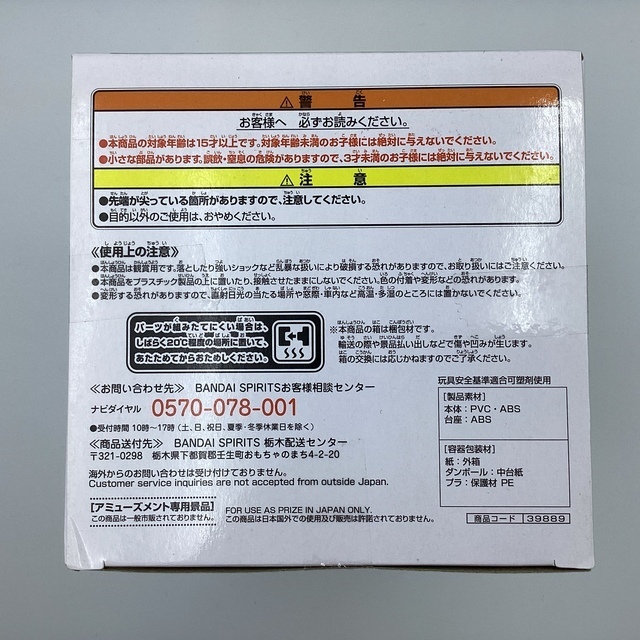 ⚠警告
お客様へ 必ずお読みください。
●本商品の対象年齢は15才以上です。対象年齢未満のお子様には絶対に与えないでください。
●小さな部品があります。誤飲・窒息の危険がありますので、3才未満のお子様には絶対に与えないでください。
⚠注意
●先端が尖っている箇所がありますので、注意してください。
●目的以外のご使用は、おやめください。
≪使用上の注意≫
●本商品は観賞用です。落としたり強いショックなど乱暴な扱いにより破損する恐れがありますので、お取り扱いにはご注意ください。
●本商品をプラスチック製品の上に置いたり、接触させたままにしないでください。色の付着や変形などの恐れがあります。
●変形する恐れがありますので、直射日光の当たる場所や窓際・車内など高温・多湿のところには置かないでください。
パーツが組みたてにくい場合は、
しばらく20℃程度の場所に置いて、
あたためてからおためしください。
※本商品の箱は梱包材です。
輸送の際や景品払い出しなどで傷や凹みが生じます。
箱の交換には応じかねますのでご了承ください。
≪お問い合わせ先≫ BANDAI SPIRITSお客様相談センター
ナビダイヤル 0570-078-001
●受付時間 10時~17時(土、日、祝日、夏季・冬季休業日を除く)
≪商品送付先≫ BANDAI SPIRITS 栃木配送センター
〒321-0298 栃木県下都賀郡壬生町おもちゃのまち4-2-20
海外からのお問い合わせは受け付けておりません。
Customer service inquiries are not accepted from outside Japan.
[アミューズメント専用景品] FOR USE AS PRIZE IN JAPAN ONLY.
この商品は一般市販されておりません。 この商品は日本国外での使用及び販売は許諾されておりません。
玩具安全基準適合可塑剤使用
[製品素材]
本体:PVC・ABS
台座:ABS
[容器包装材]
紙:外箱
ダンボール:中台紙
プラ:保護材 PE
商品コード 39889